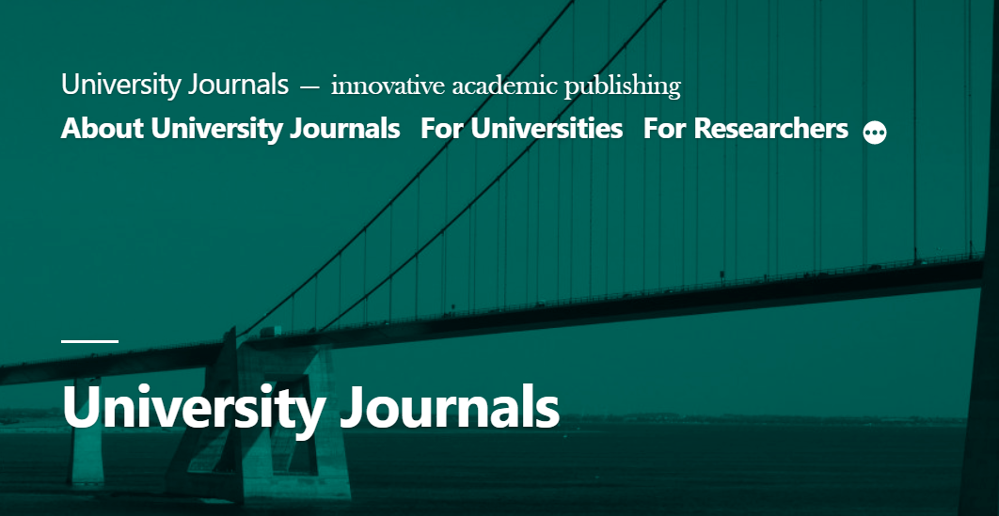 University Journals — innovative academic publishing
About University Journals For Universities For Researchers
University Journals